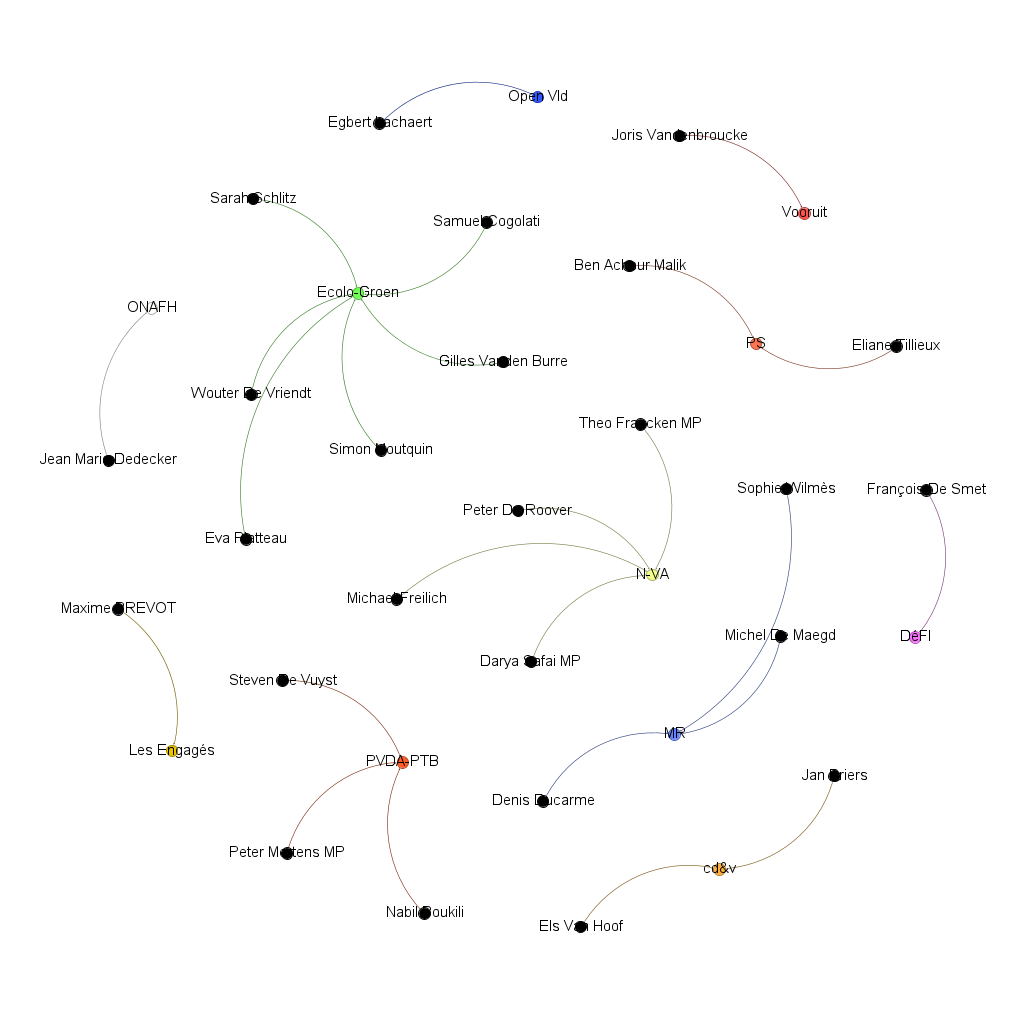 Open Vld
Egbert Lachaert
Joris Vandenbroucke
Sarah Schlitz
Vooruit
Samuel Cogolati
Ben Achour Malik
Ecolo-Groen
ONAFH
PS
Eliane Tillieux
Gilles Vanden Burre
Wouter De Vriendt
Theo Francken MP
Simon Moutquin
Jean Marie Dedecker
Sophie Wilmès
François De Smet
Peter De Roover
Eva Platteau
N-VA
Michael Freilich
Maxime PREVOT
Michel De Maegd
DéFI
Darya Safai MP
Steven De Vuyst
MR
Les Engagés
PVDA-PTB
Jan Briers
Denis Ducarme
Peter Mertens MP
cd&v
Nabil Boukili
Els Van Hoof